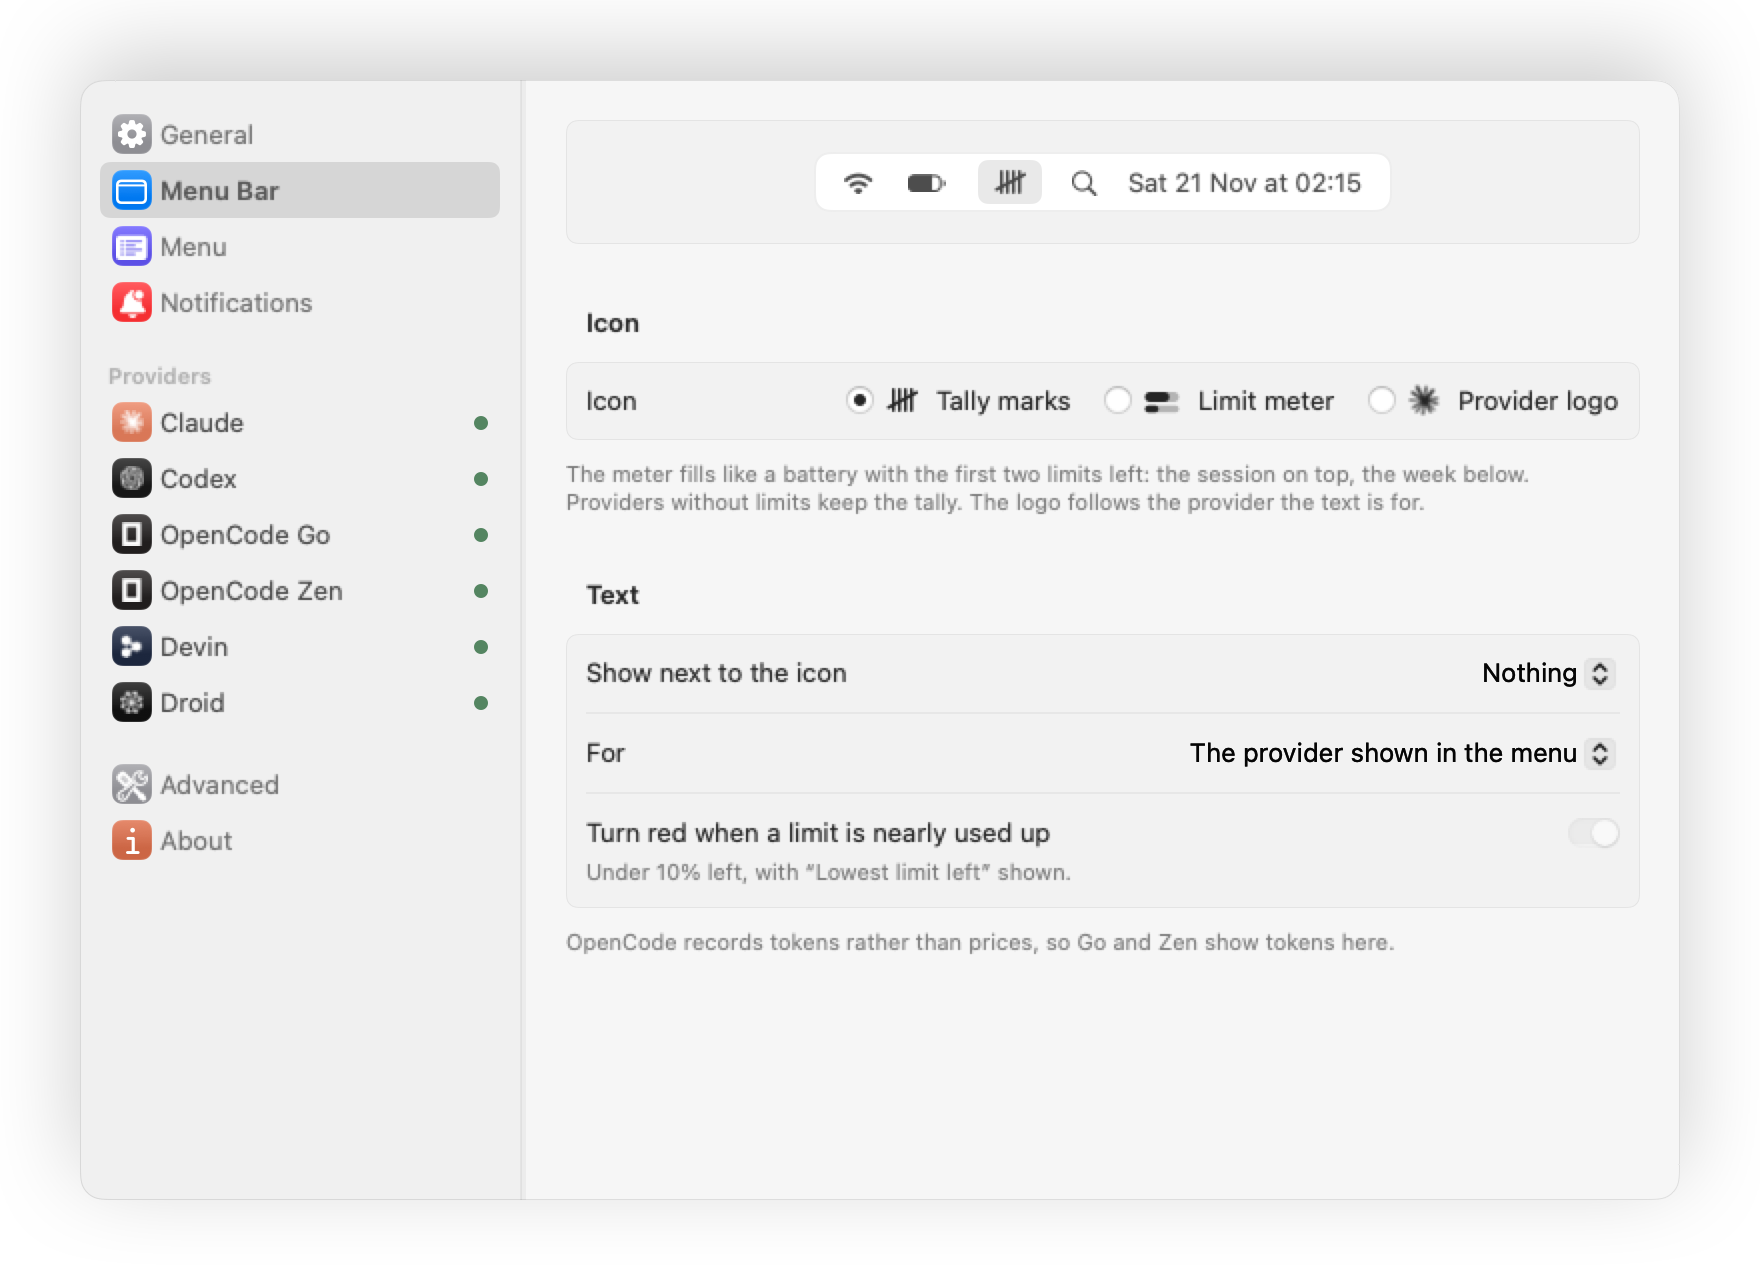 General
Menu Bar
Menu
Notifications
Providers
Claude
Codex
OpenCode Go
OpenCode Zen
Devin
Droid
Advanced
About
Sat 21 Nov at 02:15
Icon
Icon Tally marks Limit meter Provider logo
The meter fills like a battery with the first two limits left: the session on top, the week below.
Providers without limits keep the tally. The logo follows the provider the text is for.
Text
Show next to the icon Nothing
For The provider shown in the menu
Turn red when a limit is nearly used up
Under 10% left, with “Lowest limit left” shown.
OpenCode records tokens rather than prices, so Go and Zen show tokens here.